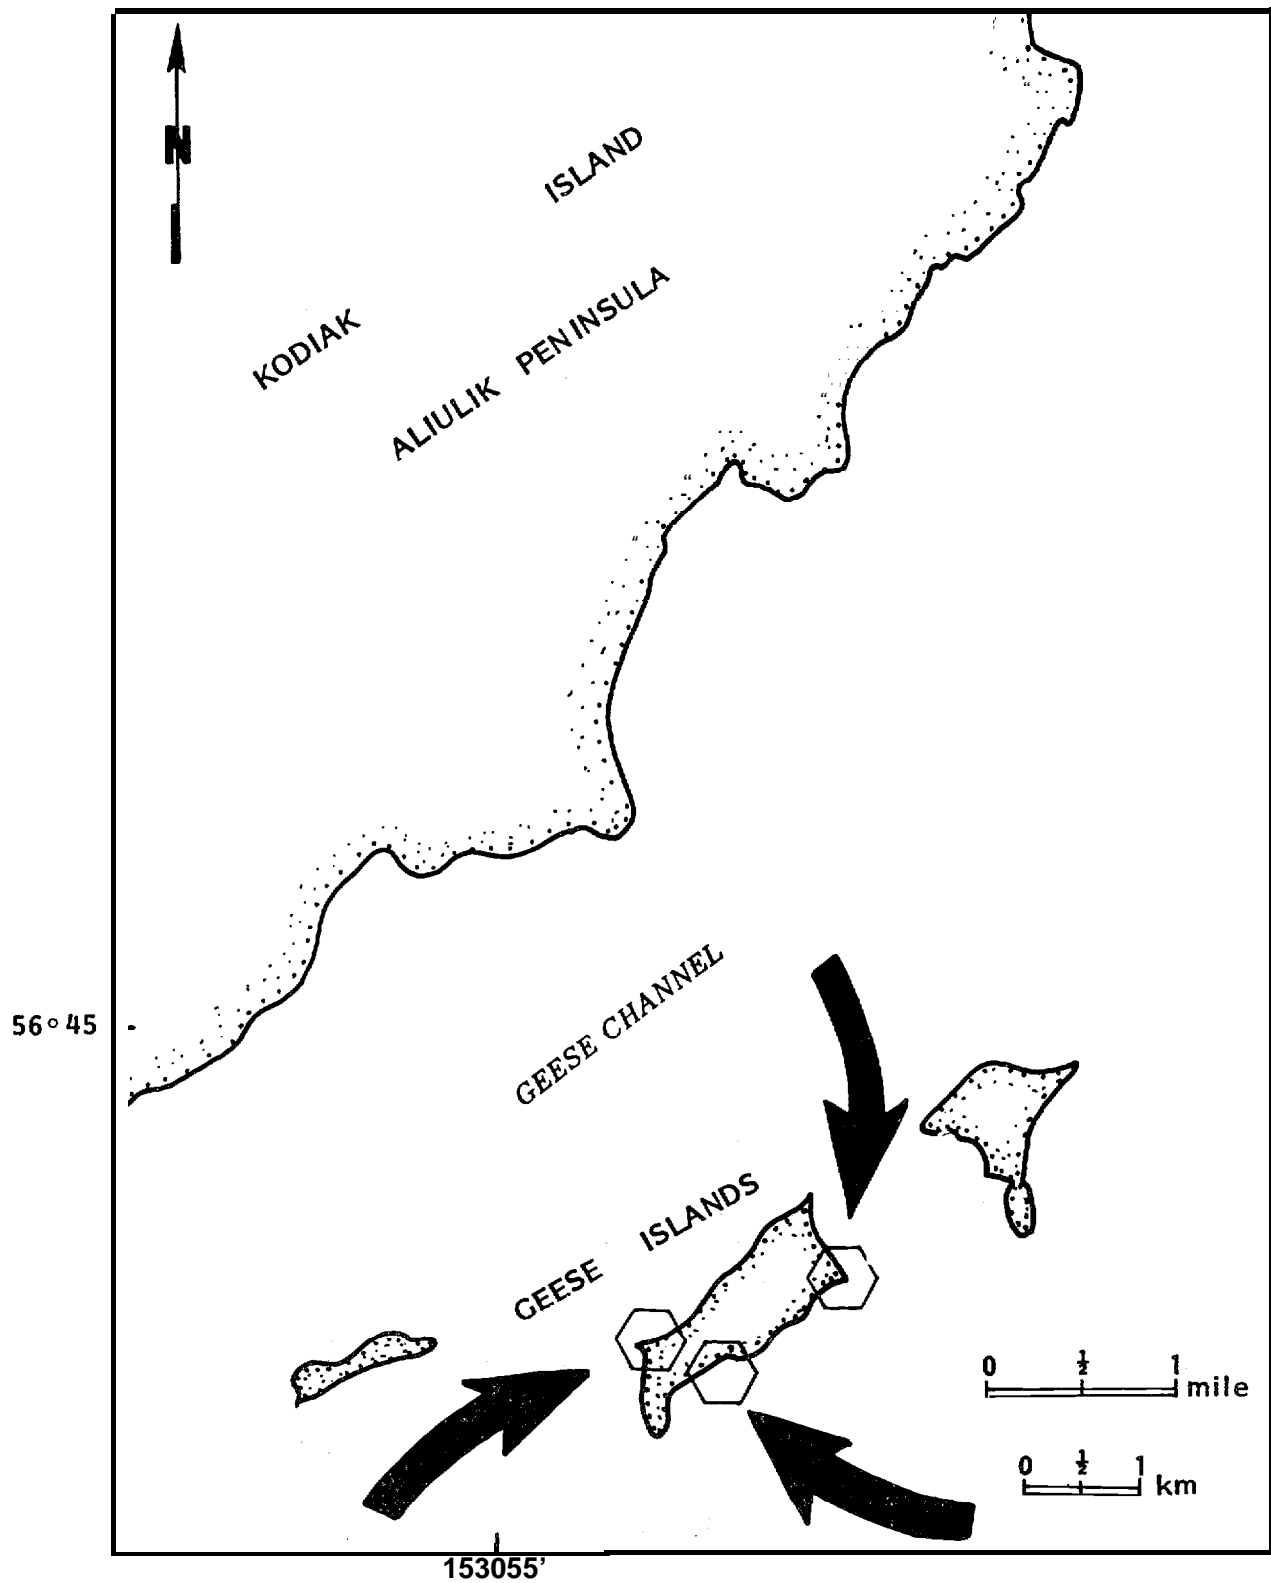 N
ISLAND
KODIAK
ALIULIK PENINSULA
GEESE CHANNEL
56°45
GEESE ISLANDS
0 ½ 1 mile
0 ½ 1 km
153055'